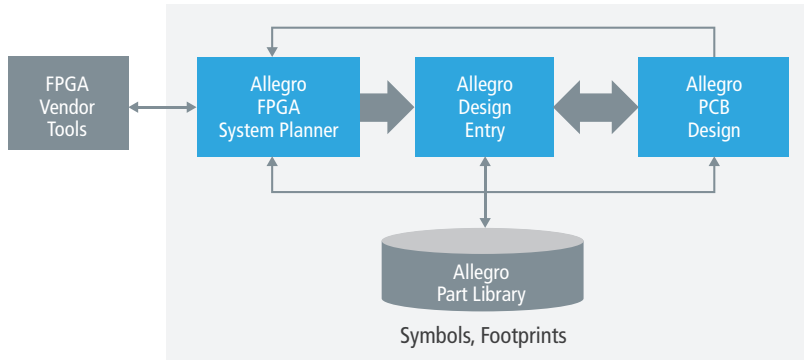 FPGA
Vendor
Tools
Allegro
FPGA
System Planner
Allegro
Design
Entry
Allegro
PCB
Design
Allegro
Part Library
Symbols, Footprints